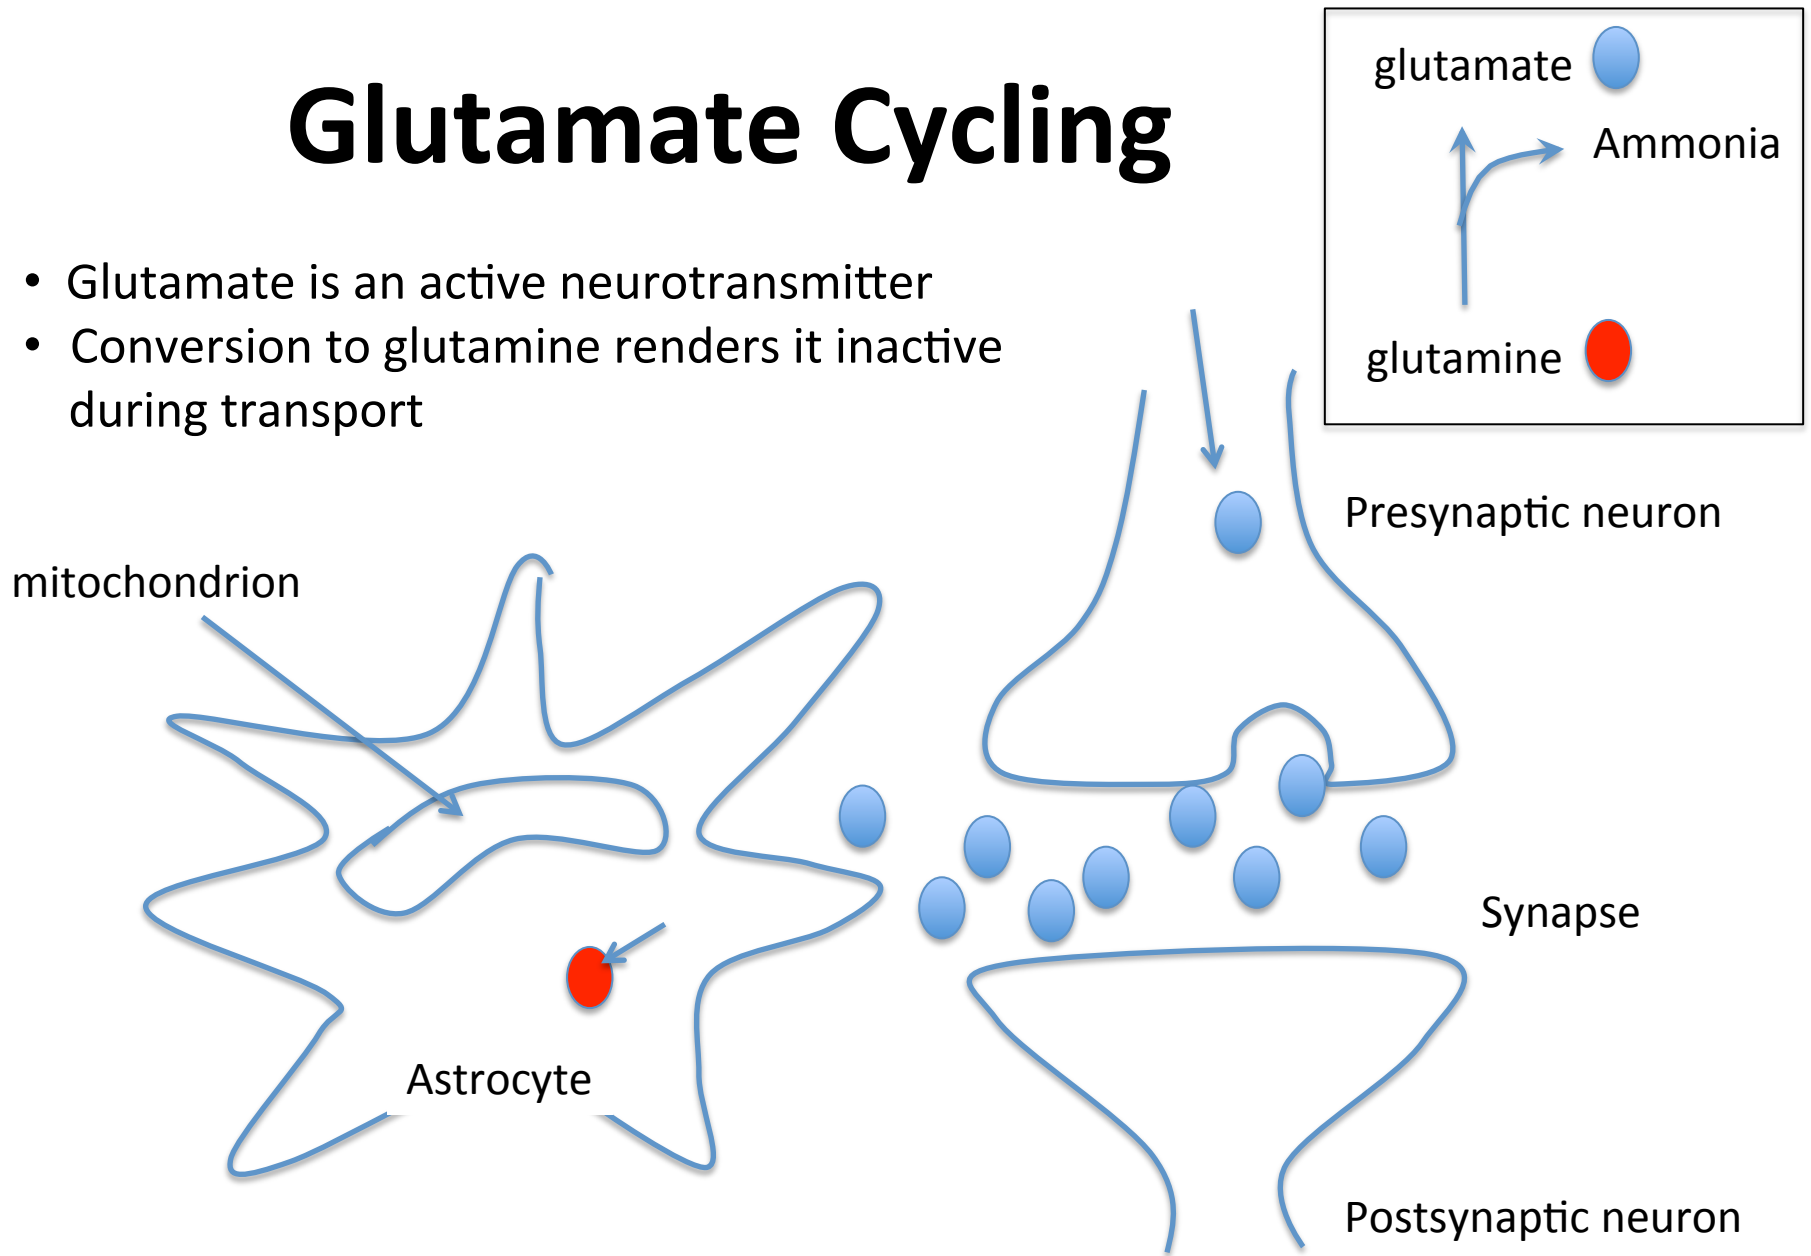 Glutamate Cycling
• Glutamate is an active neurotransmitter
• Conversion to glutamine renders it inactive
during transport
glutamate
Ammonia
glutamine
Presynaptic neuron
mitochondrion
Synapse
Astrocyte
Postsynaptic neuron